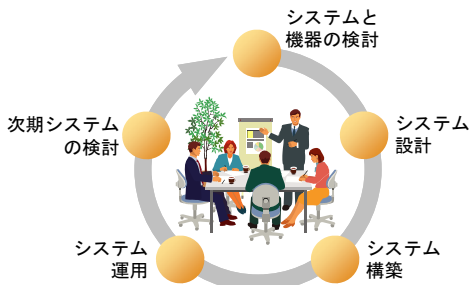 システムと
機器の検討
システム
設計
システム
構築
システム
運用
次期システム
の検討